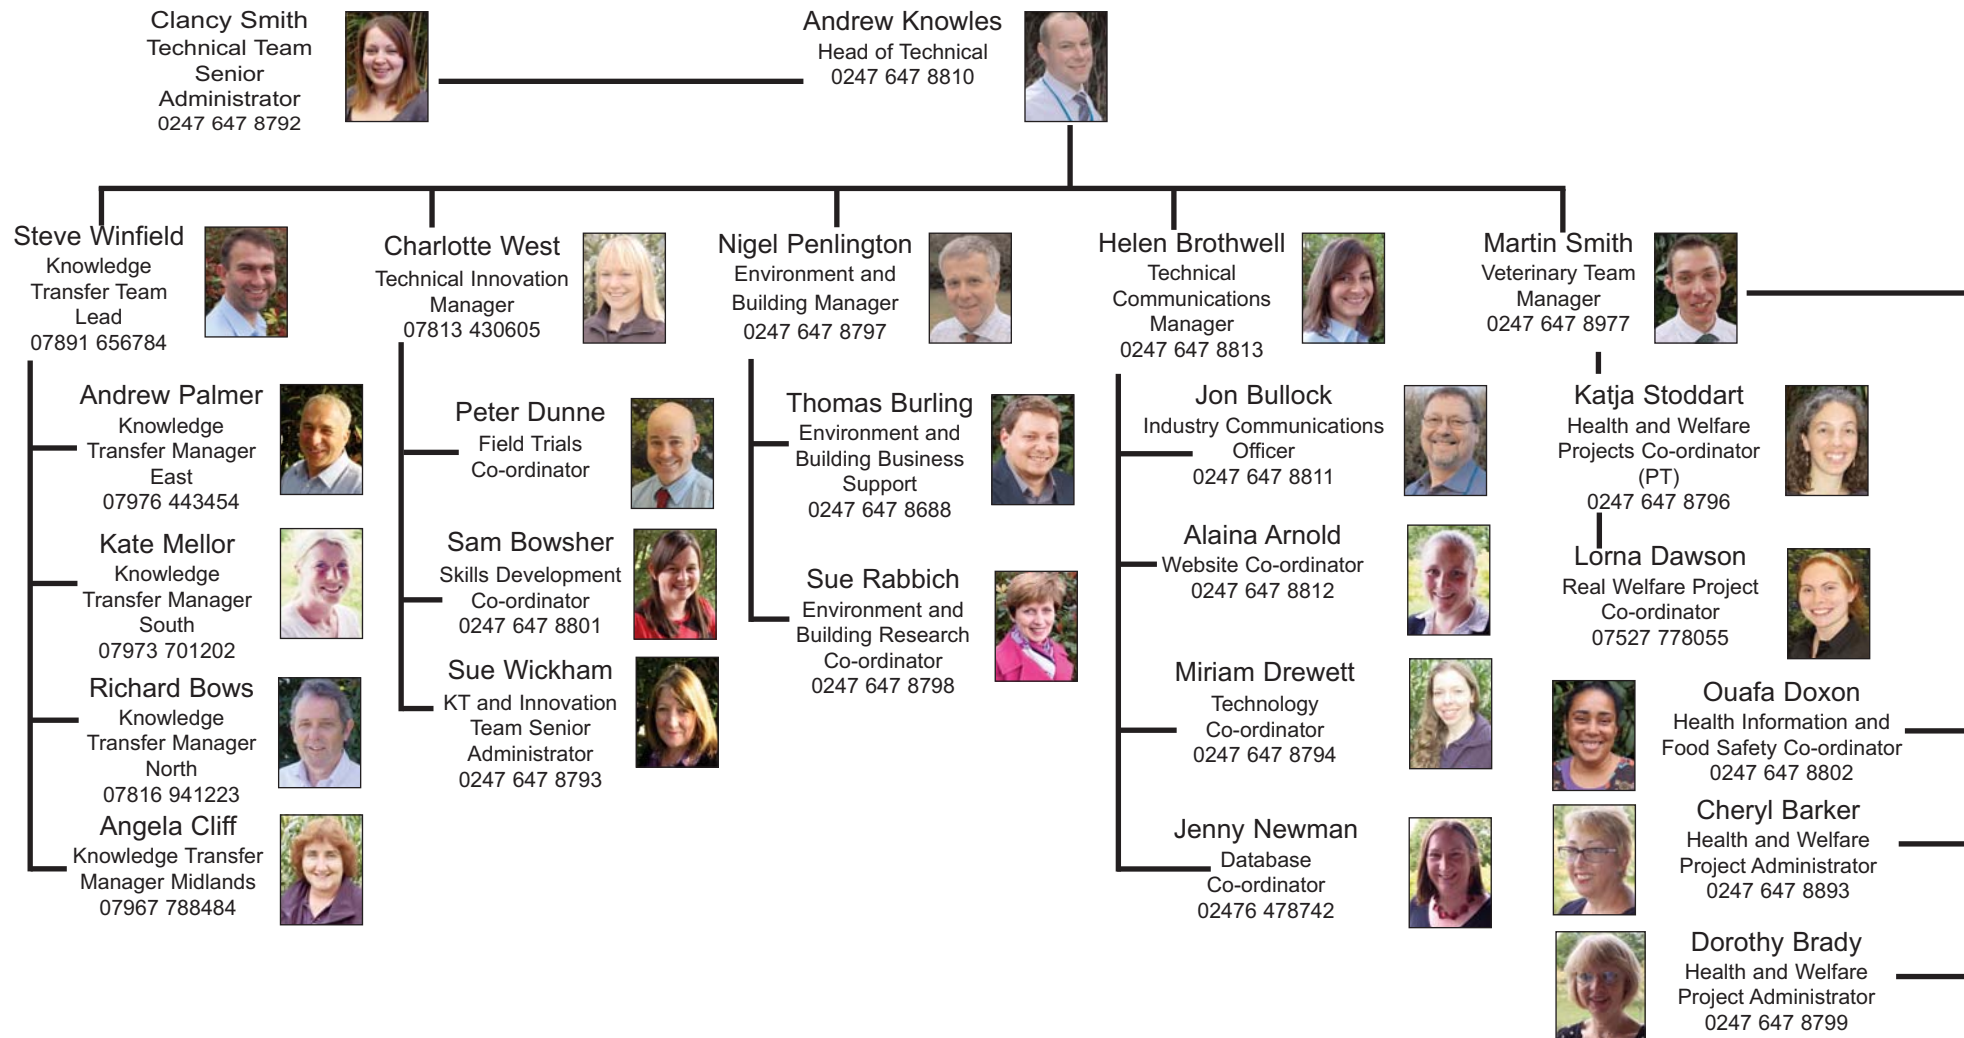 Clancy Smith
Technical Team
Senior
Administrator
0247 647 8792
Andrew Knowles
Head of Technical
0247 647 8810
Steve Winfield
Knowledge
Transfer Team
Lead
07891 656784
Andrew Palmer
Knowledge
Transfer Manager
East
07976 443454
Kate Mellor
Knowledge
Transfer Manager
South
07973 701202
Richard Bows
Knowledge
Transfer Manager
North
07816 941223
Angela Cliff
Knowledge Transfer
Manager Midlands
07967 788484
Charlotte West
Technical Innovation
Manager
07813 430605
Peter Dunne
Field Trials
Co-ordinator
Sam Bowsher
Skills Development
Co-ordinator
0247 647 8801
Sue Wickham
KT and Innovation
Team Senior
Administrator
0247 647 8793
Nigel Penlington
Environment and
Building Manager
0247 647 8797
Thomas Burling
Environment and
Building Business
Support
0247 647 8688
Sue Rabbich
Environment and
Building Research
Co-ordinator
0247 647 8798
Helen Brothwell
Technical
Communications
Manager
0247 647 8813
Jon Bullock
Industry Communications
Officer
0247 647 8811
Alaina Arnold
Website Co-ordinator
0247 647 8812
Miriam Drewett
Technology
Co-ordinator
0247 647 8794
Jenny Newman
Database
Co-ordinator
02476 478742
Martin Smith
Veterinary Team
Manager
0247 647 8977
Katja Stoddart
Health and Welfare
Projects Co-ordinator
(PT)
0247 647 8796
Lorna Dawson
Real Welfare Project
Co-ordinator
07527 778055
Ouafa Doxon
Health Information and
Food Safety Co-ordinator
0247 647 8802
Cheryl Barker
Health and Welfare
Project Administrator
0247 647 8893
Dorothy Brady
Health and Welfare
Project Administrator
0247 647 8799